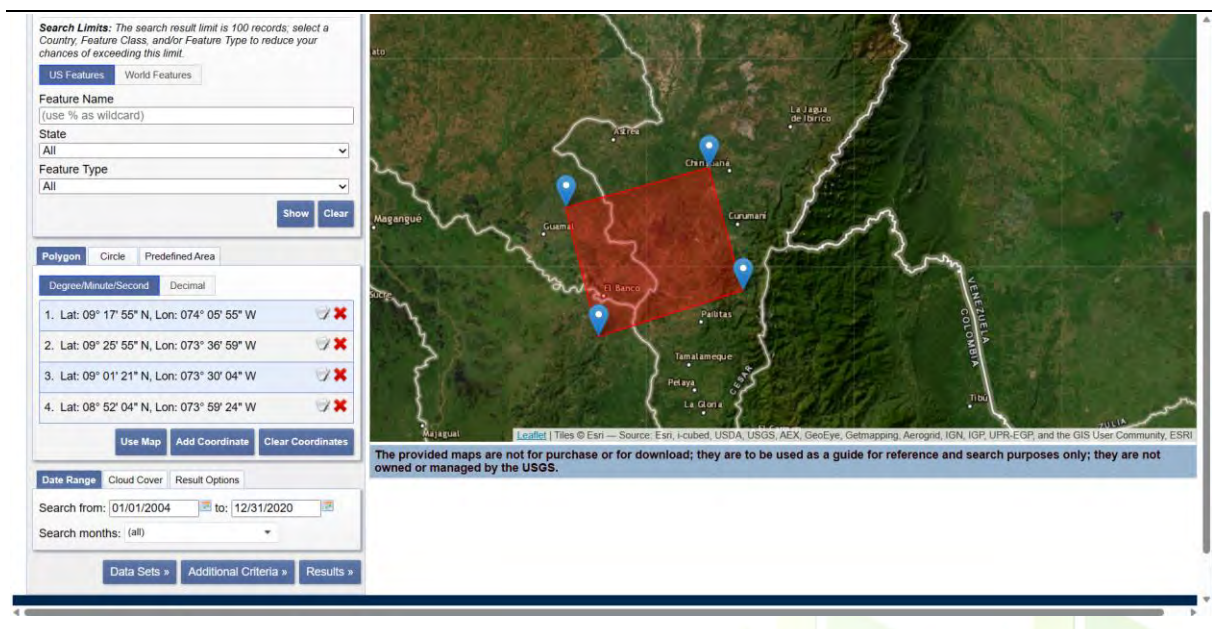 Search Limits: The search result limit is 100 records; select a
Country, Feature Class, and/or Feature Type to reduce your
chances of exceeding this limit.
US Features World Features
Feature Name
(use % as wildcard)
State
All
Feature Type
All
Show Clear
Polygon Circle Predefined Area
Degree/Minute/Second Decimal
1. Lat: 09° 17' 55" N, Lon: 074° 05' 55" W
2. Lat: 09° 25' 55" N, Lon: 073° 36' 59" W
3. Lat: 09° 01' 21" N, Lon: 073° 30' 04" W
4. Lat: 08° 52' 04" N, Lon: 073° 59' 24" W
Use Map Add Coordinate Clear Coordinates
Date Range Cloud Cover Result Options
Search from: 01/01/2004 to: 12/31/2020
Search months: (all)
Data Sets » Additional Criteria » Results »
ato
La Jagua
de Ibirico
Astrea
Magangué
Curumaní
El Banco
Sucre
Pailitas
Tamalameque
Pelaya
CESAR
La Gloria
VENEZUELA
COLOMBIA
Tibú
ZULIA
Majagual
Leaflet | Tiles © Esri — Source: Esri, i-cubed, USDA, USGS, AEX, GeoEye, Getmapping, Aerogrid, IGN, IGP, UPR-EGP, and the GIS User Community, ESRI
The provided maps are not for purchase or for download; they are to be used as a guide for reference and search purposes only; they are not
owned or managed by the USGS.